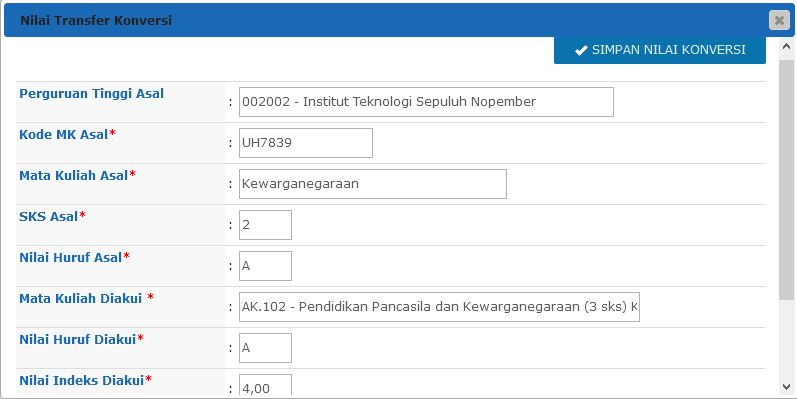 Nilai Transfer Konversi
SIMPAN NILAI KONVERSI
Perguruan Tinggi Asal : 002002 - Institut Teknologi Sepuluh Nopember
Kode MK Asal* : UH7839
Mata Kuliah Asal* : Kewarganegaraan
SKS Asal* : 2
Nilai Huruf Asal* : A
Mata Kuliah Diakui * : AK.102 - Pendidikan Pancasila dan Kewarganegaraan (3 sks) K
Nilai Huruf Diakui* : A
Nilai Indeks Diakui* : 4,00